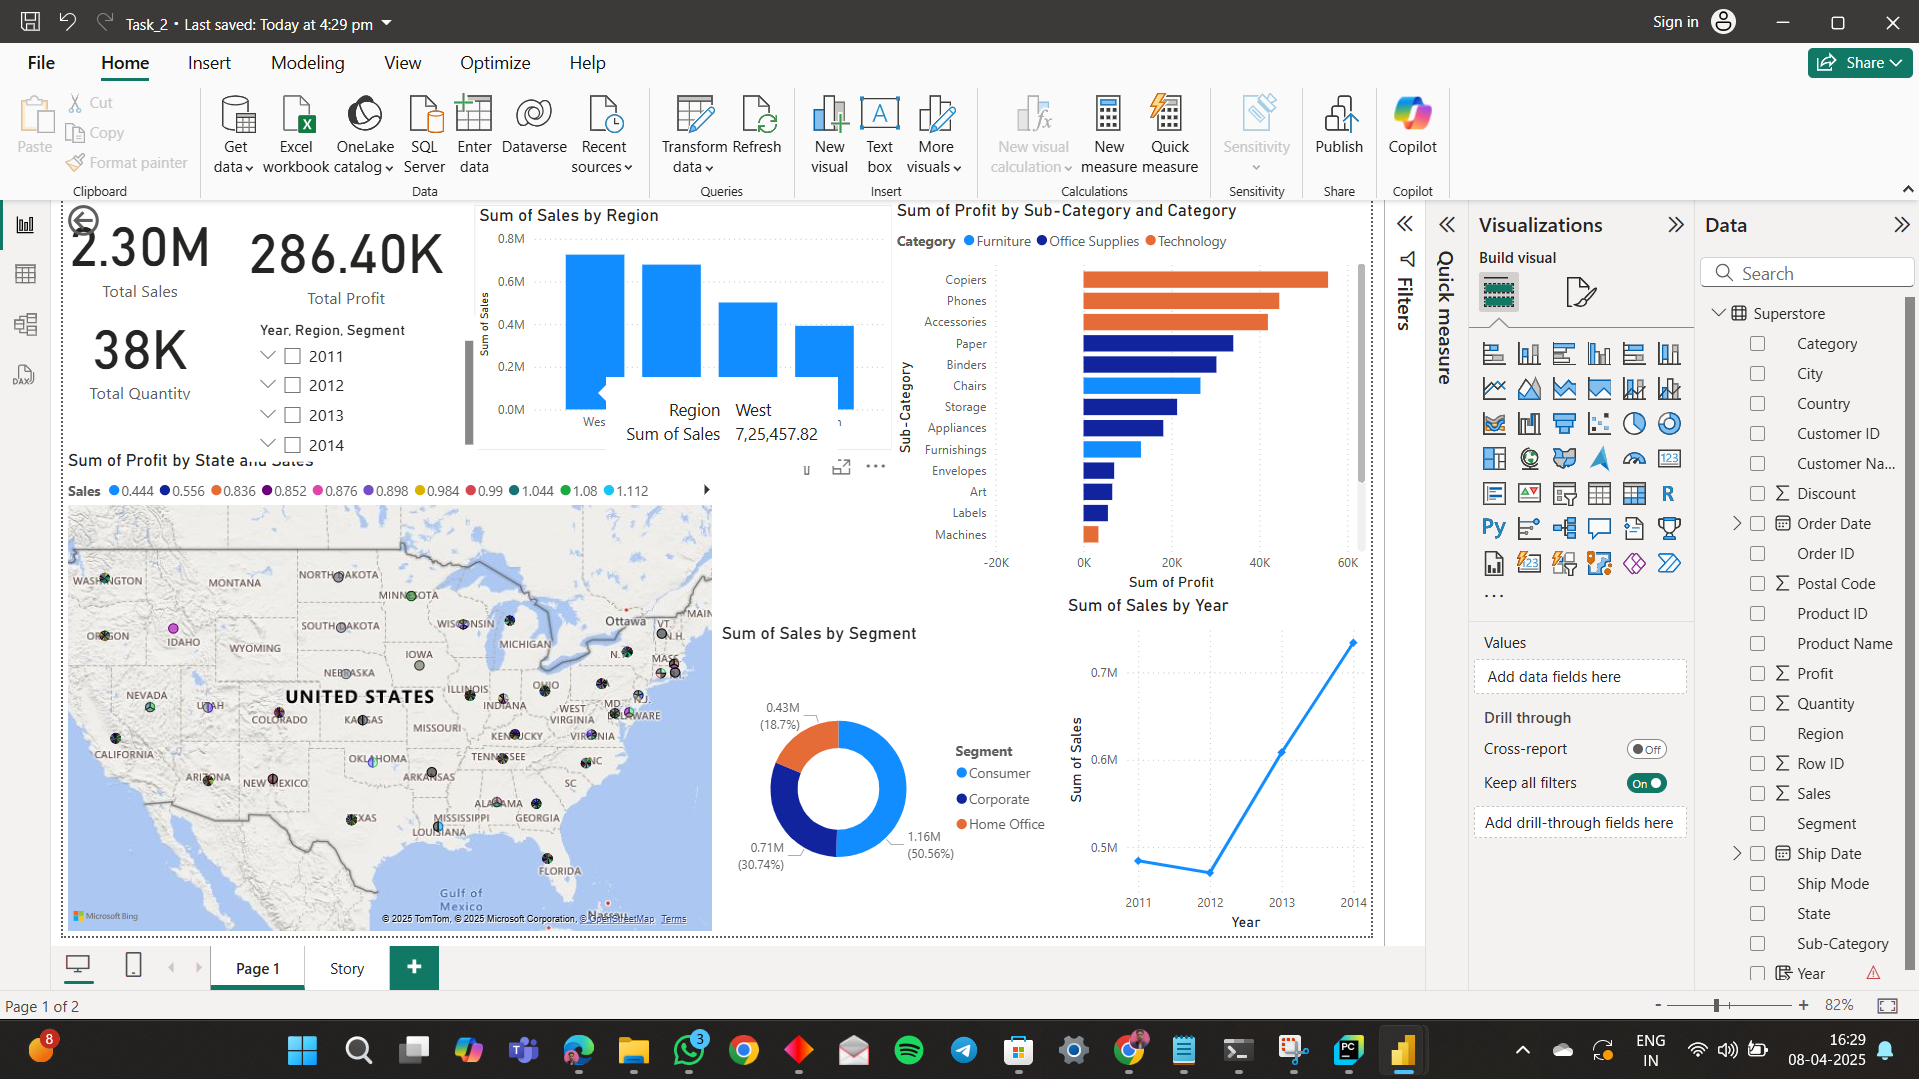 Task_2 • Last saved: Today at 4:29 pm
Sign in
File
Home
Insert
Modeling
View
Optimize
Help
Share
Paste
Cut
Copy
Format painter
Clipboard
Get data
Excel workbook
OneLake catalog
SQL Server
Enter data
Dataverse
Recent sources
Data
Transform data
Refresh
Queries
New visual
Text box
More visuals
Insert
New visual calculation
New measure
Quick measure
Calculations
Sensitivity
Sensitivity
Publish
Share
Copilot
Copilot
2.30M
Total Sales
286.40K
Total Profit
38K
Total Quantity
Year, Region, Segment
2011
2012
2013
2014
Sum of Sales by Region
Sum of Sales
0.8M
0.6M
0.4M
0.2M
0.0M
Wes
Region West
Sum of Sales 7,25,457.82
Sum of Profit by Sub-Category and Category
Category Furniture Office Supplies Technology
Sub-Category
Copiers
Phones
Accessories
Paper
Binders
Chairs
Storage
Appliances
Furnishings
Envelopes
Art
Labels
Machines
-20K 0K 20K 40K 60K
Sum of Profit
Sum of Profit by State and Sales
Sales 0.444 0.556 0.836 0.852 0.876 0.898 0.984 0.99 1.044 1.08 1.112
WASHINGTON
MONTANA
NORTH DAKOTA
MINNESOTA
OREGON
IDAHO
SOUTH DAKOTA
WISCONSIN
MICHIGAN
Ottawa
VT.
MAIN
N.H.
WYOMING
IOWA
N.Y.
MASS.
NEBRASKA
UNITED STATES
NEVADA
UTAH
COLORADO
KANSAS
ILLINOIS
INDIANA
OHIO
N.J.
MD.
DELAWARE
MISSOURI
WEST VIRGINIA
KENTUCKY
VIRGINIA
CALIFORNIA
ARIZONA
NEW MEXICO
OKLAHOMA
ARKANSAS
TENNESSEE
NC
SC
ALABAMA
TEXAS
MISSISSIPPI
GEORGIA
LOUISIANA
FLORIDA
Gulf of Mexico
Nassau
Microsoft Bing
© 2025 TomTom, © 2025 Microsoft Corporation, © OpenStreetMap Terms
Sum of Sales by Segment
0.43M
(18.7%)
0.71M
(30.74%)
1.16M
(50.56%)
Segment
Consumer
Corporate
Home Office
Sum of Sales by Year
Sum of Sales
0.7M
0.6M
0.5M
2011 2012 2013 2014
Year
Filters
Quick measure
Visualizations
Build visual
123
R
Py
123
...
Values
Add data fields here
Drill through
Cross-report
Off
Keep all filters
On
Add drill-through fields here
Data
Search
Superstore
Category
City
Country
Customer ID
Customer Na...
Discount
Order Date
Order ID
Postal Code
Product ID
Product Name
Profit
Quantity
Region
Row ID
Sales
Segment
Ship Date
Ship Mode
State
Sub-Category
Year
DAX
Page 1
Story
+
Page 1 of 2
- + 82%
8
3
PC
ENG
IN
16:29
08-04-2025